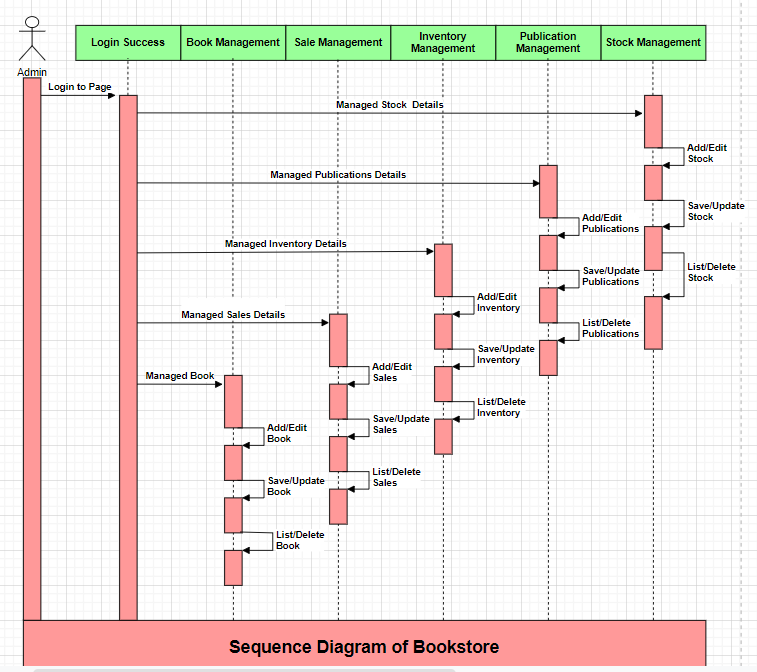 Login Success
Book Management
Sale Management
Inventory
Management
Publication
Management
Stock Management
Admin
Login to Page
Managed Stock Details
Add/Edit
Stock
Managed Publications Details
Save/Update
Stock
Add/Edit
Publications
Managed Inventory Details
List/Delete
Stock
Save/Update
Publications
Add/Edit
Inventory
Managed Sales Details
List/Delete
Publications
Save/Update
Inventory
Managed Book
Add/Edit
Sales
List/Delete
Inventory
Save/Update
Sales
Add/Edit
Book
List/Delete
Sales
Save/Update
Book
List/Delete
Book
Sequence Diagram of Bookstore